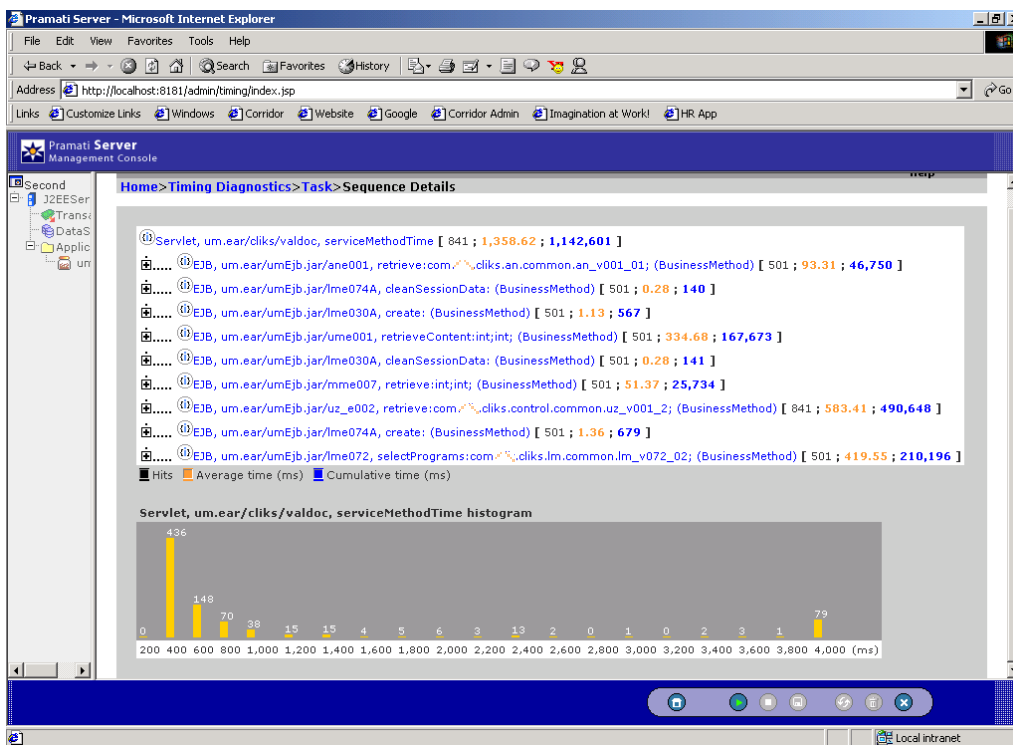 Pramati Server - Microsoft Internet Explorer
File Edit View Favorites Tools Help
Back Search Favorites History
Address http://localhost:8181/admin/timing/index.jsp Go
Links Customize Links Windows Corridor Website Google Corridor Admin Imagination at Work! HR App
Pramati Server
Management Console
Help
Second
J2EESer
Transa
DataS
Applic
um
Home>Timing Diagnostics>Task>Sequence Details
Servlet, um.ear/cliks/valdoc, serviceMethodTime [ 841 ; 1,358.62 ; 1,142,601 ]
EJB, um.ear/umEjb.jar/ane001, retrieve:com. .cliks.an.common.an_v001_01; (BusinessMethod) [ 501 ; 93.31 ; 46,750 ]
EJB, um.ear/umEjb.jar/lme074A, cleanSessionData: (BusinessMethod) [ 501 ; 0.28 ; 140 ]
EJB, um.ear/umEjb.jar/lme030A, create: (BusinessMethod) [ 501 ; 1.13 ; 567 ]
EJB, um.ear/umEjb.jar/ume001, retrieveContent:int;int; (BusinessMethod) [ 501 ; 334.68 ; 167,673 ]
EJB, um.ear/umEjb.jar/lme030A, cleanSessionData: (BusinessMethod) [ 501 ; 0.28 ; 141 ]
EJB, um.ear/umEjb.jar/mme007, retrieve:int;int; (BusinessMethod) [ 501 ; 51.37 ; 25,734 ]
EJB, um.ear/umEjb.jar/uz_e002, retrieve:com. .cliks.control.common.uz_v001_2; (BusinessMethod) [ 841 ; 583.41 ; 490,648 ]
EJB, um.ear/umEjb.jar/lme074A, create: (BusinessMethod) [ 501 ; 1.36 ; 679 ]
EJB, um.ear/umEjb.jar/lme072, selectPrograms:com .cliks.lm.common.lm_v072_02; (BusinessMethod) [ 501 ; 419.55 ; 210,196 ]
Hits Average time (ms) Cumulative time (ms)
Servlet, um.ear/cliks/valdoc, serviceMethodTime histogram
0 436 148 70 38 15 15 4 5 6 3 13 2 0 1 0 2 3 1 79
200 400 600 800 1,000 1,200 1,400 1,600 1,800 2,000 2,200 2,400 2,600 2,800 3,000 3,200 3,400 3,600 3,800 4,000 (ms)
Local intranet